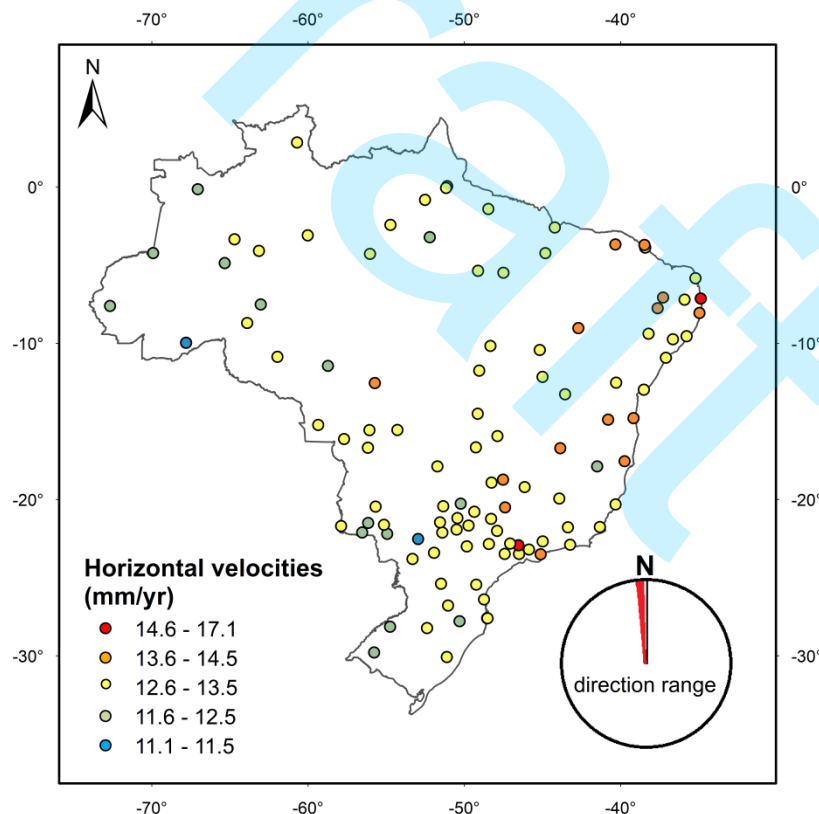 -70° -60° -50° -40°
N
0° 0°
-10° -10°
-20° -20°
-30° -30°
Horizontal velocities
(mm/yr)
14.6 - 17.1
13.6 - 14.5
12.6 - 13.5
11.6 - 12.5
11.1 - 11.5
N
direction range
-70° -60° -50° -40°